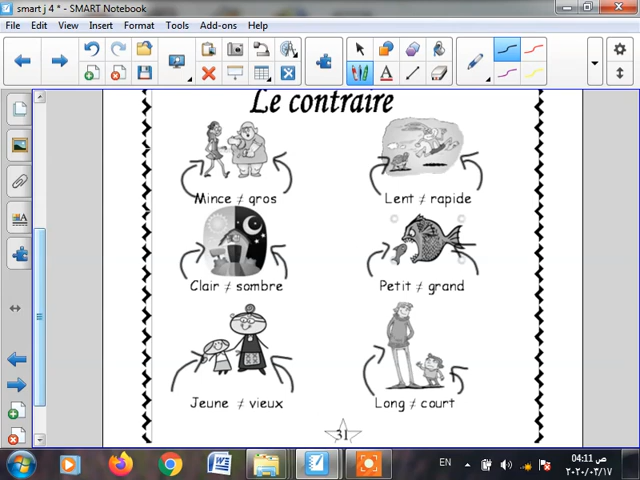 smart j 4 * - SMART Notebook
File Edit View Insert Format Tools Add-ons Help
Le contraire
Mince ≠ gros
Lent ≠ rapide
Clair ≠ sombre
Petit ≠ grand
Jeune ≠ vieux
Long ≠ court
31
EN
04:11 ص
٢٠٢٠/٠٣/١٧